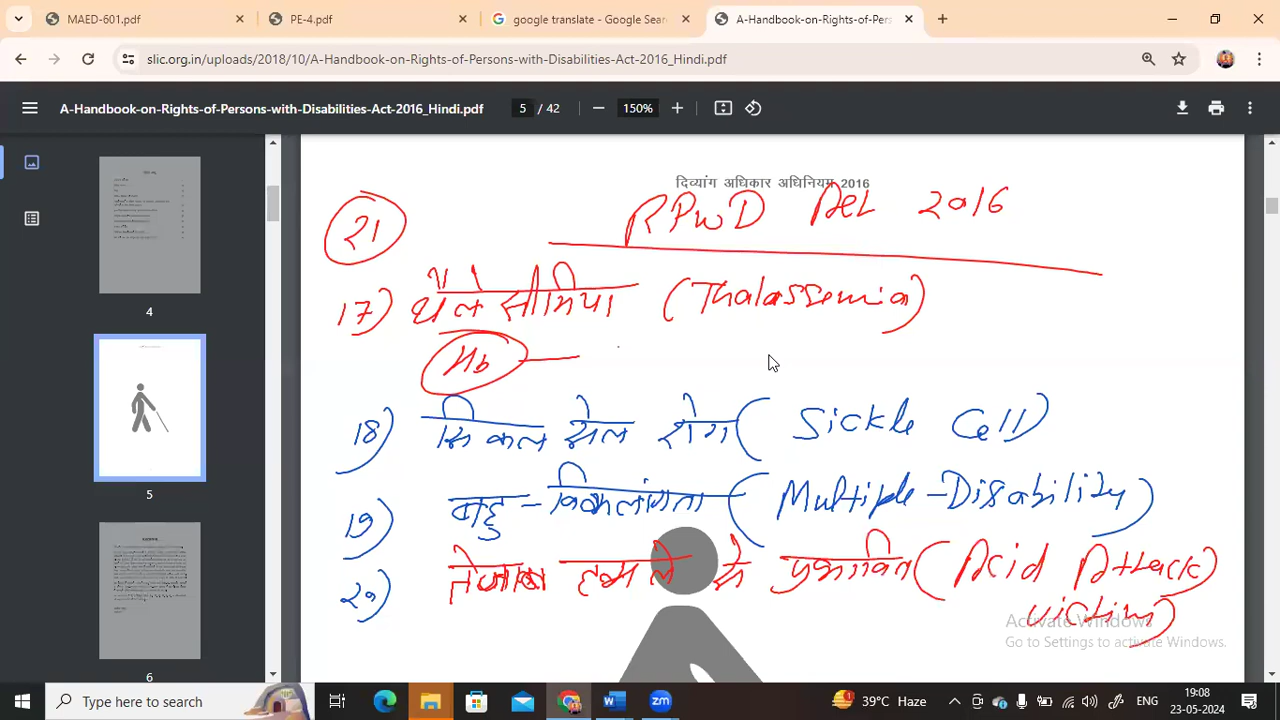 MAED-601.pdf
PE-4.pdf
google translate - Google Sear
A-Handbook-on-Rights-of-Pers
slic.org.in/uploads/2018/10/A-Handbook-on-Rights-of-Persons-with-Disabilities-Act-2016_Hindi.pdf
A-Handbook-on-Rights-of-Persons-with-Disabilities-Act-2016_Hindi.pdf
5 / 42
150%
दिव्यांग अधिकार अधिनियम 2016
21
RPwD Act 2016
17) थैलेसीमिया (Thalassemia)
Hb
18) सिकल सेल रोग (Sickle Cell)
19) बहु-विकलांगता (Multiple-Disability)
20) तेजाब हमले से प्रभावित (Acid Attack
victim)
4
5
6
Activate Windows
Go to Settings to activate Windows.
Type here to search
1
39°C Haze
ENG
19:08
23-05-2024